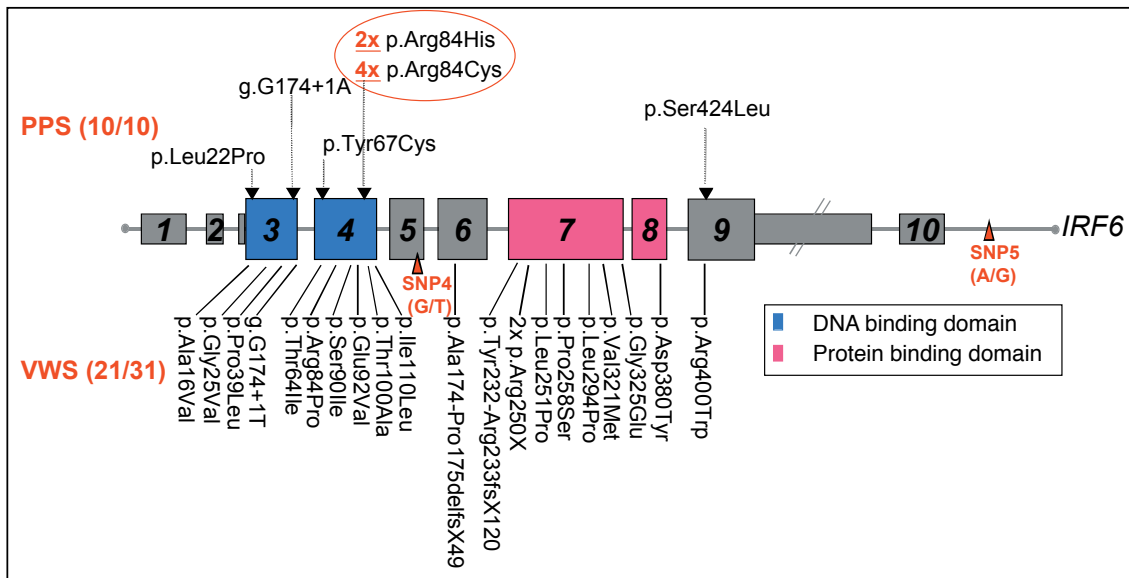 2x p.Arg84His
4x p.Arg84Cys
g.G174+1A
p.Ser424Leu
PPS (10/10)
p.Tyr67Cys
p.Leu22Pro
1
2
3
4
5
6
7
8
9
10
IRF6
SNP4
(G/T)
SNP5
(A/G)
VWS (21/31)
p.Ala16Val
p.Gly25Val
p.Pro39Leu
g.G174+1T
p.Thr64Ile
p.Arg84Pro
p.Ser90Ile
p.Glu92Val
p.Thr100Ala
p.Ile110Leu
p.Ala174-Pro175delfsX49
p.Tyr232-Arg233fsX120
2x p.Arg250X
p.Leu251Pro
p.Pro258Ser
p.Leu294Pro
p.Val321Met
p.Gly325Glu
p.Asp380Tyr
p.Arg400Trp
DNA binding domain
Protein binding domain